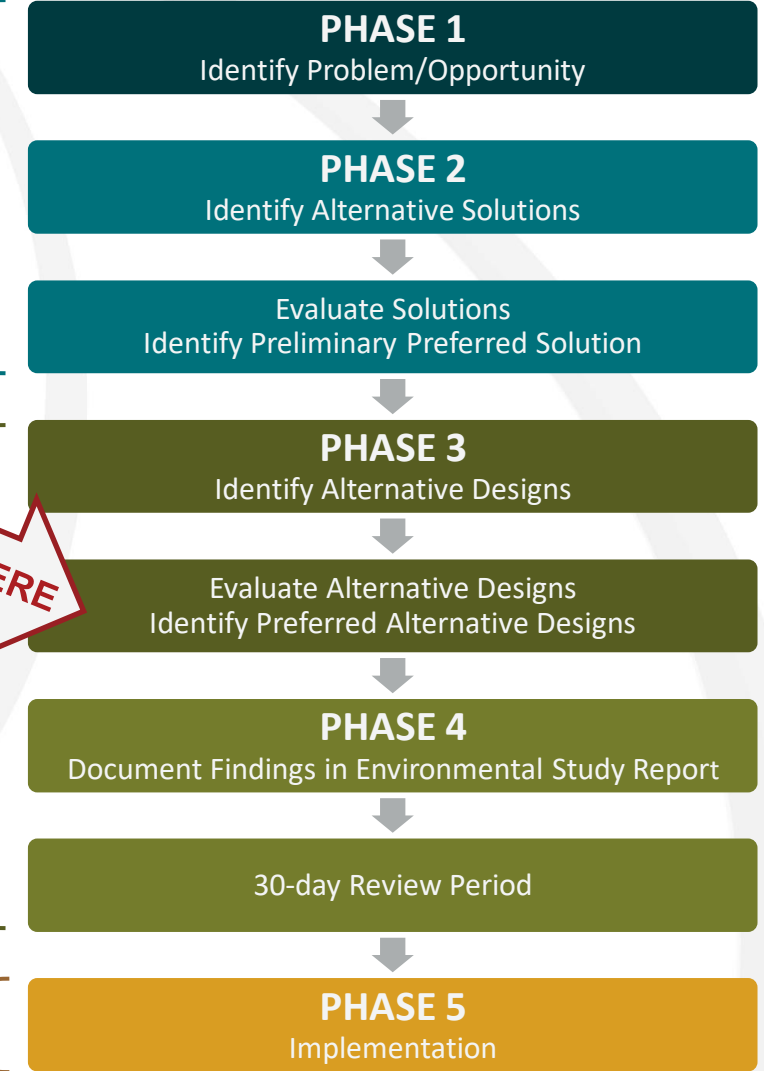 PHASE 1
Identify Problem/Opportunity
PHASE 2
Identify Alternative Solutions
Evaluate Solutions
Identify Preliminary Preferred Solution
PHASE 3
Identify Alternative Designs
ERE
Evaluate Alternative Designs
Identify Preferred Alternative Designs
PHASE 4
Document Findings in Environmental Study Report
30-day Review Period
PHASE 5
Implementation